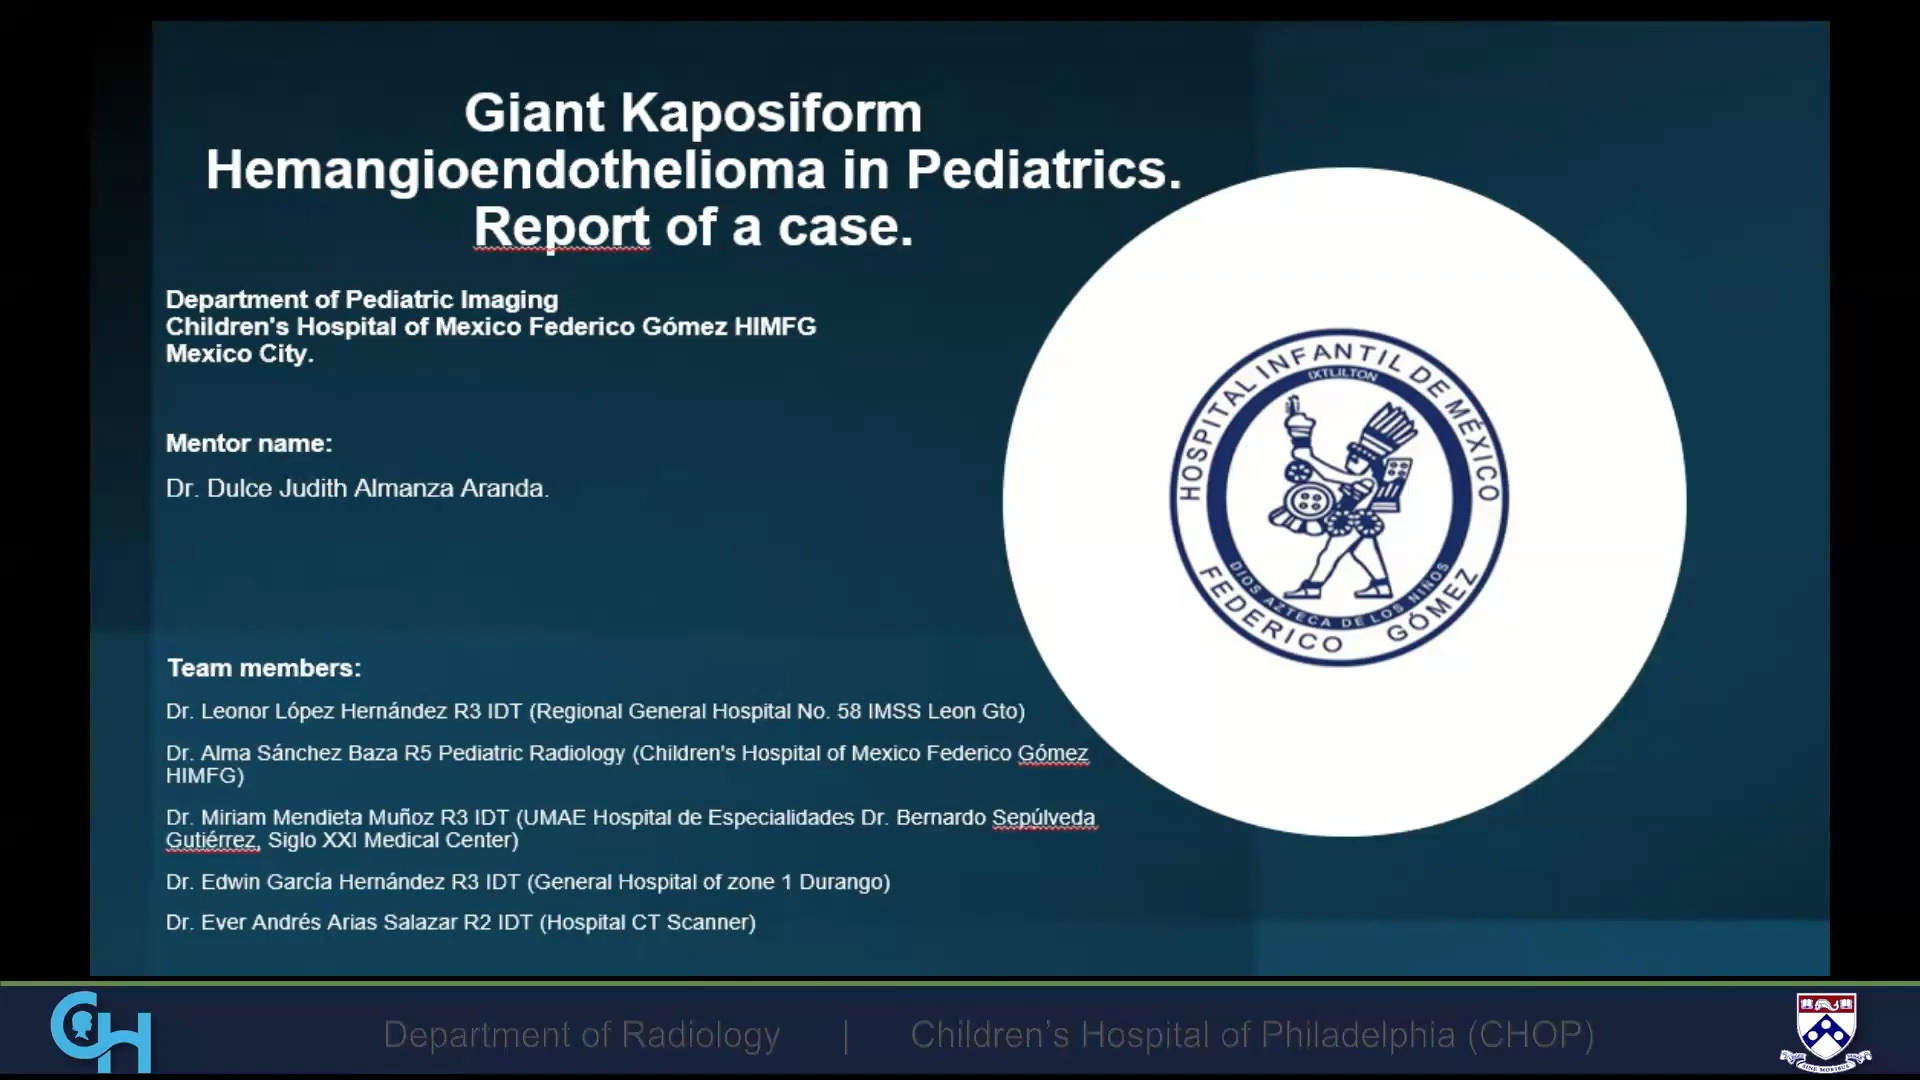 Giant Kaposiform
Hemangioendothelioma in Pediatrics.
Report of a case.
Department of Pediatric Imaging
Children's Hospital of Mexico Federico Gómez HIMFG
Mexico City.
Mentor name:
Dr. Dulce Judith Almanza Aranda.
HOSPITAL INFANTIL DE MÉXICO
IXTLILTON
DIOS AZTECA DE LOS NIÑOS
FEDERICO GÓMEZ
Team members:
Dr. Leonor López Hernández R3 IDT (Regional General Hospital No. 58 IMSS Leon Gto)
Dr. Alma Sánchez Baza R5 Pediatric Radiology (Children's Hospital of Mexico Federico Gómez
HIMFG)
Dr. Miriam Mendieta Muñoz R3 IDT (UMAE Hospital de Especialidades Dr. Bernardo Sepúlveda
Gutiérrez, Siglo XXI Medical Center)
Dr. Edwin García Hernández R3 IDT (General Hospital of zone 1 Durango)
Dr. Ever Andrés Arias Salazar R2 IDT (Hospital CT Scanner)
CH
Department of Radiology | Children’s Hospital of Philadelphia (CHOP)